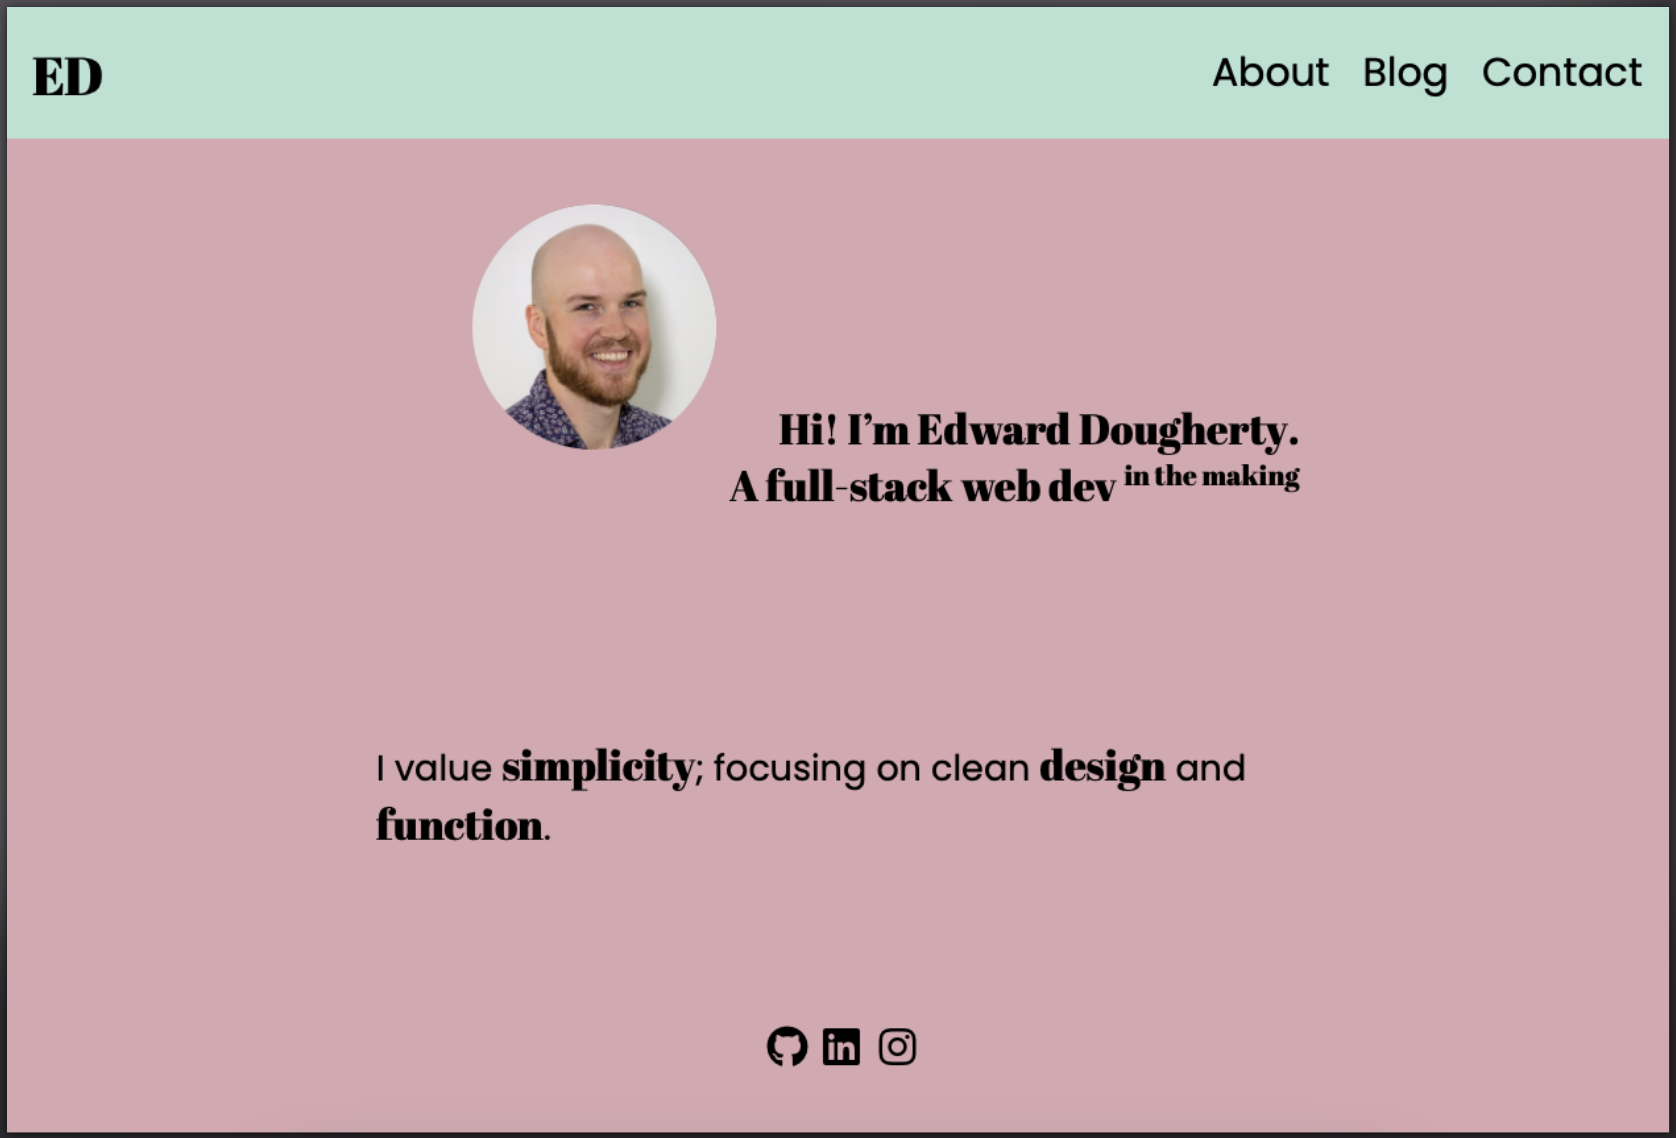 ED
About Blog Contact
Hi! I’m Edward Dougherty.
A full-stack web dev in the making
I value simplicity; focusing on clean design and
function.
in